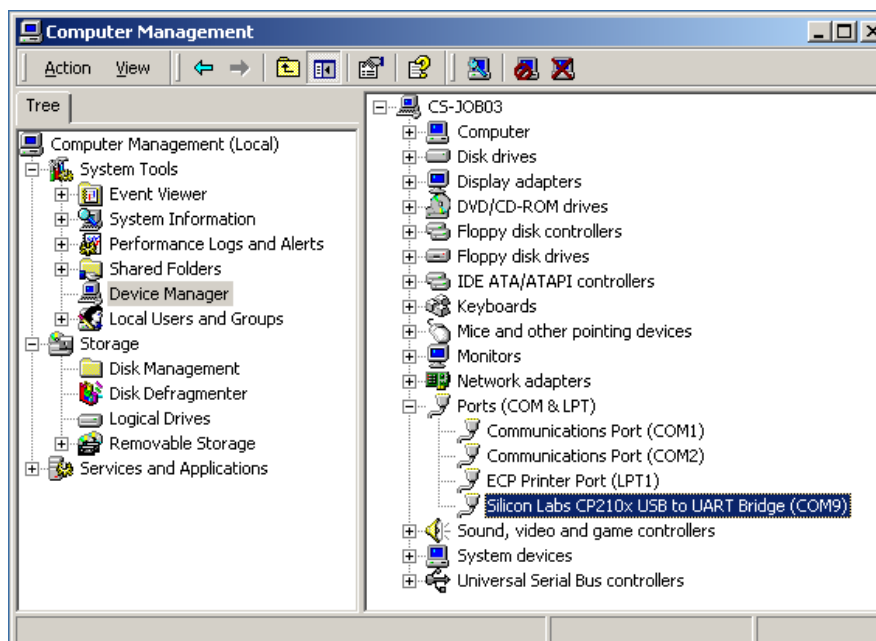 Computer Management
Action View
Tree
Computer Management (Local)
System Tools
Event Viewer
System Information
Performance Logs and Alerts
Shared Folders
Device Manager
Local Users and Groups
Storage
Disk Management
Disk Defragmenter
Logical Drives
Removable Storage
Services and Applications
CS-JOB03
Computer
Disk drives
Display adapters
DVD/CD-ROM drives
Floppy disk controllers
Floppy disk drives
IDE ATA/ATAPI controllers
Keyboards
Mice and other pointing devices
Monitors
Network adapters
Ports (COM & LPT)
Communications Port (COM1)
Communications Port (COM2)
ECP Printer Port (LPT1)
Silicon Labs CP210x USB to UART Bridge (COM9)
Sound, video and game controllers
System devices
Universal Serial Bus controllers